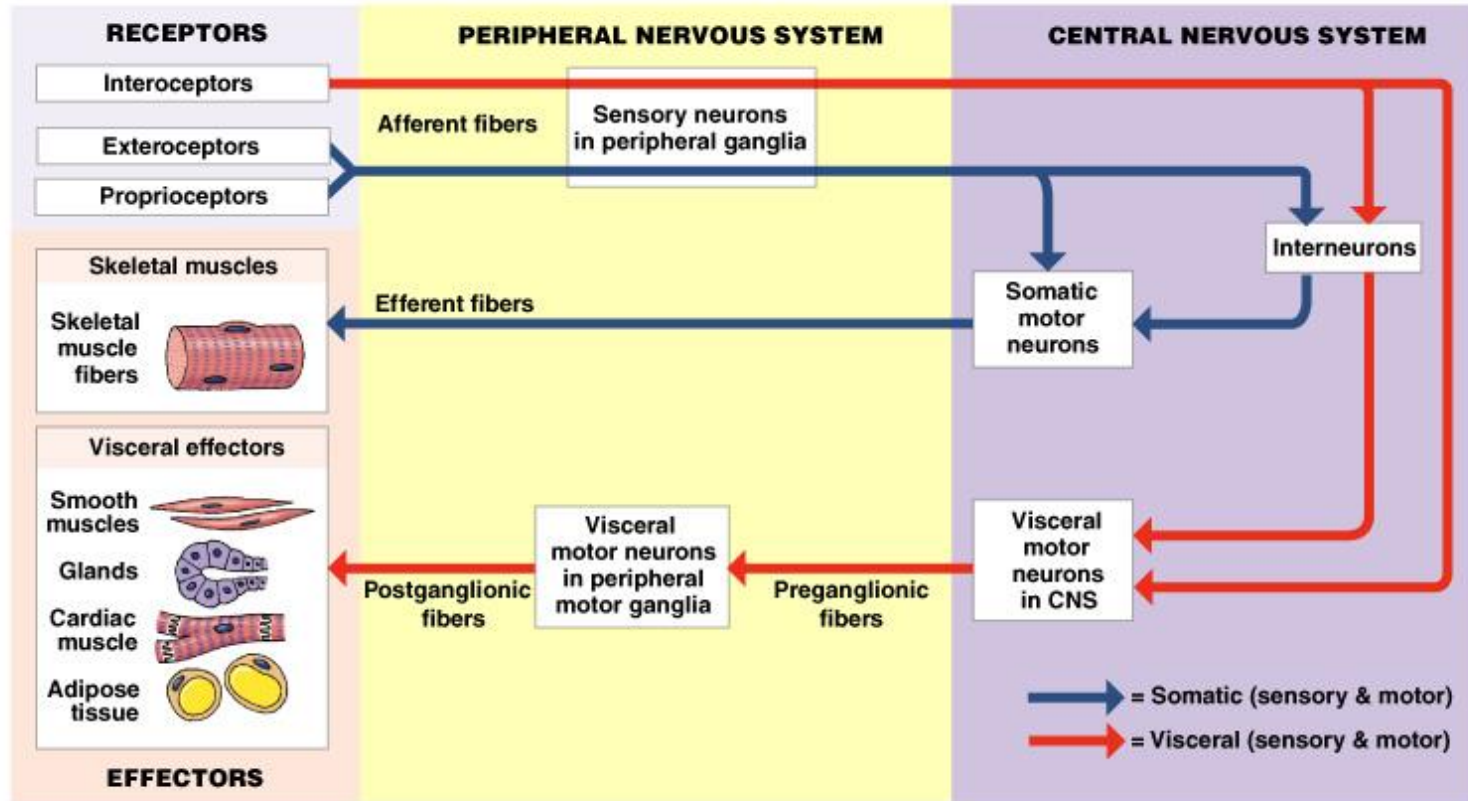 RECEPTORS
PERIPHERAL NERVOUS SYSTEM
CENTRAL NERVOUS SYSTEM
Interoceptors
Exteroceptors
Proprioceptors
Afferent fibers
Sensory neurons
in peripheral ganglia
Interneurons
Skeletal muscles
Skeletal
muscle
fibers
Efferent fibers
Somatic
motor
neurons
Visceral effectors
Smooth
muscles
Glands
Cardiac
muscle
Adipose
tissue
Postganglionic
fibers
Visceral
motor neurons
in peripheral
motor ganglia
Preganglionic
fibers
Visceral
motor
neurons
in CNS
= Somatic (sensory & motor)
= Visceral (sensory & motor)
EFFECTORS